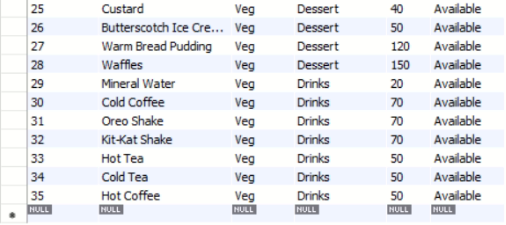 25 Custard Veg Dessert 40 Available
26 Butterscotch Ice Cre... Veg Dessert 50 Available
27 Warm Bread Pudding Veg Dessert 120 Available
28 Waffles Veg Dessert 150 Available
29 Mineral Water Veg Drinks 20 Available
30 Cold Coffee Veg Drinks 70 Available
31 Oreo Shake Veg Drinks 70 Available
32 Kit-Kat Shake Veg Drinks 70 Available
33 Hot Tea Veg Drinks 50 Available
34 Cold Tea Veg Drinks 50 Available
35 Hot Coffee Veg Drinks 50 Available
NULL NULL NULL NULL NULL NULL